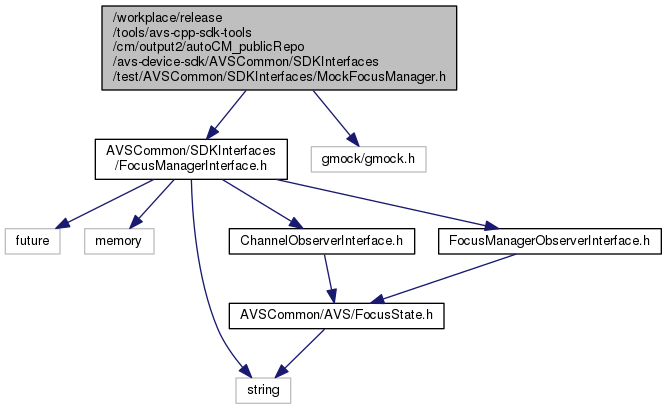 /workplace/release
/tools/avs-cpp-sdk-tools
/cm/output2/autoCM_publicRepo
/avs-device-sdk/AVSCommon/SDKInterfaces
/test/AVSCommon/SDKInterfaces/MockFocusManager.h
AVSCommon/SDKInterfaces
/FocusManagerInterface.h
gmock/gmock.h
future
memory
ChannelObserverInterface.h
FocusManagerObserverInterface.h
AVSCommon/AVS/FocusState.h
string